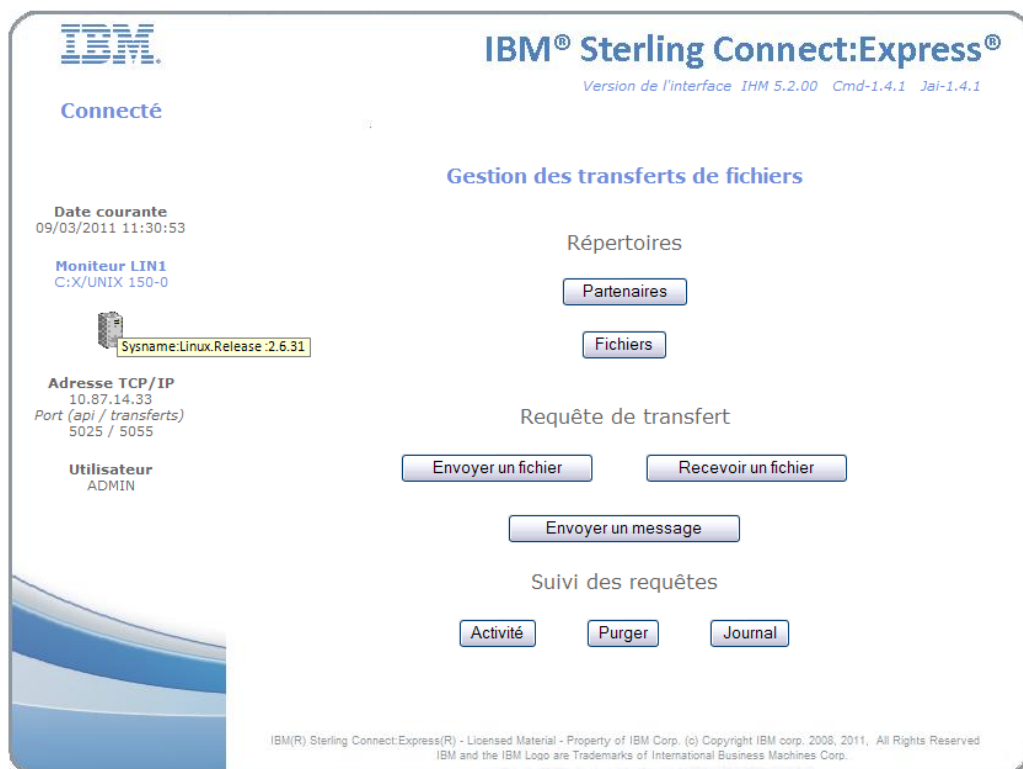 IBM.
IBM® Sterling Connect:Express®
Version de l'interface IHM 5.2.00 Cmd-1.4.1 Jai-1.4.1
Connecté
Gestion des transferts de fichiers
Date courante
09/03/2011 11:30:53
Moniteur LIN1
C:X/UNIX 150-0
Sysname:Linux.Release :2.6.31
Adresse TCP/IP
10.87.14.33
Port (api / transferts)
5025 / 5055
Utilisateur
ADMIN
Répertoires
Partenaires
Fichiers
Requête de transfert
Envoyer un fichier Recevoir un fichier
Envoyer un message
Suivi des requêtes
Activité Purger Journal
IBM(R) Sterling Connect:Express(R) - Licensed Material - Property of IBM Corp. (c) Copyright IBM corp. 2008, 2011, All Rights Reserved
IBM and the IBM Logo are Trademarks of International Business Machines Corp.